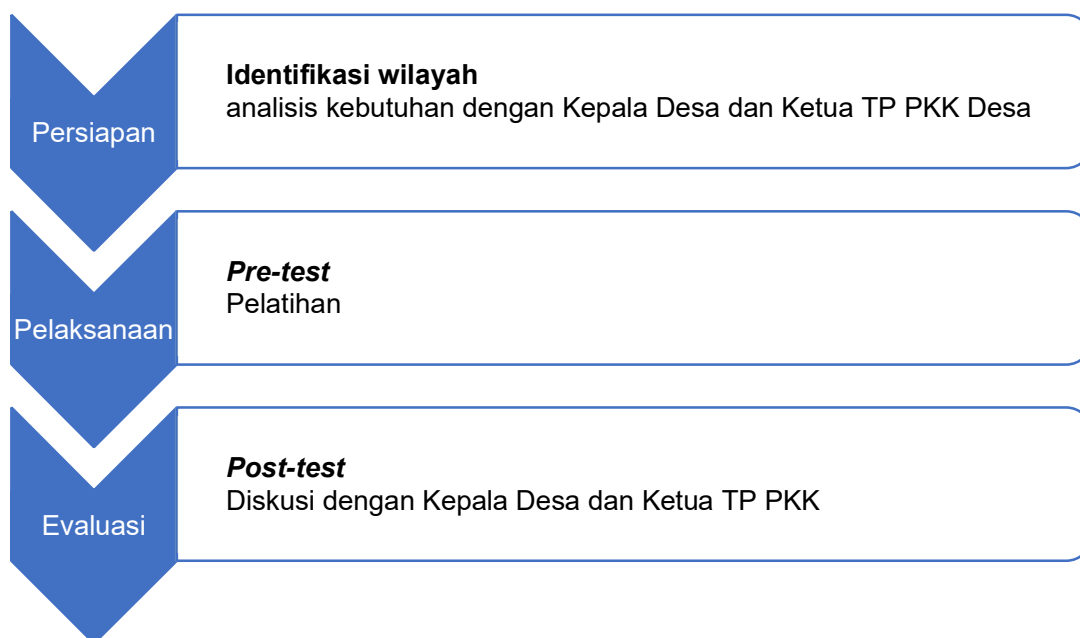 Persiapan
Identifikasi wilayah
analisis kebutuhan dengan Kepala Desa dan Ketua TP PKK Desa
Pelaksanaan
Pre-test
Pelatihan
Evaluasi
Post-test
Diskusi dengan Kepala Desa dan Ketua TP PKK